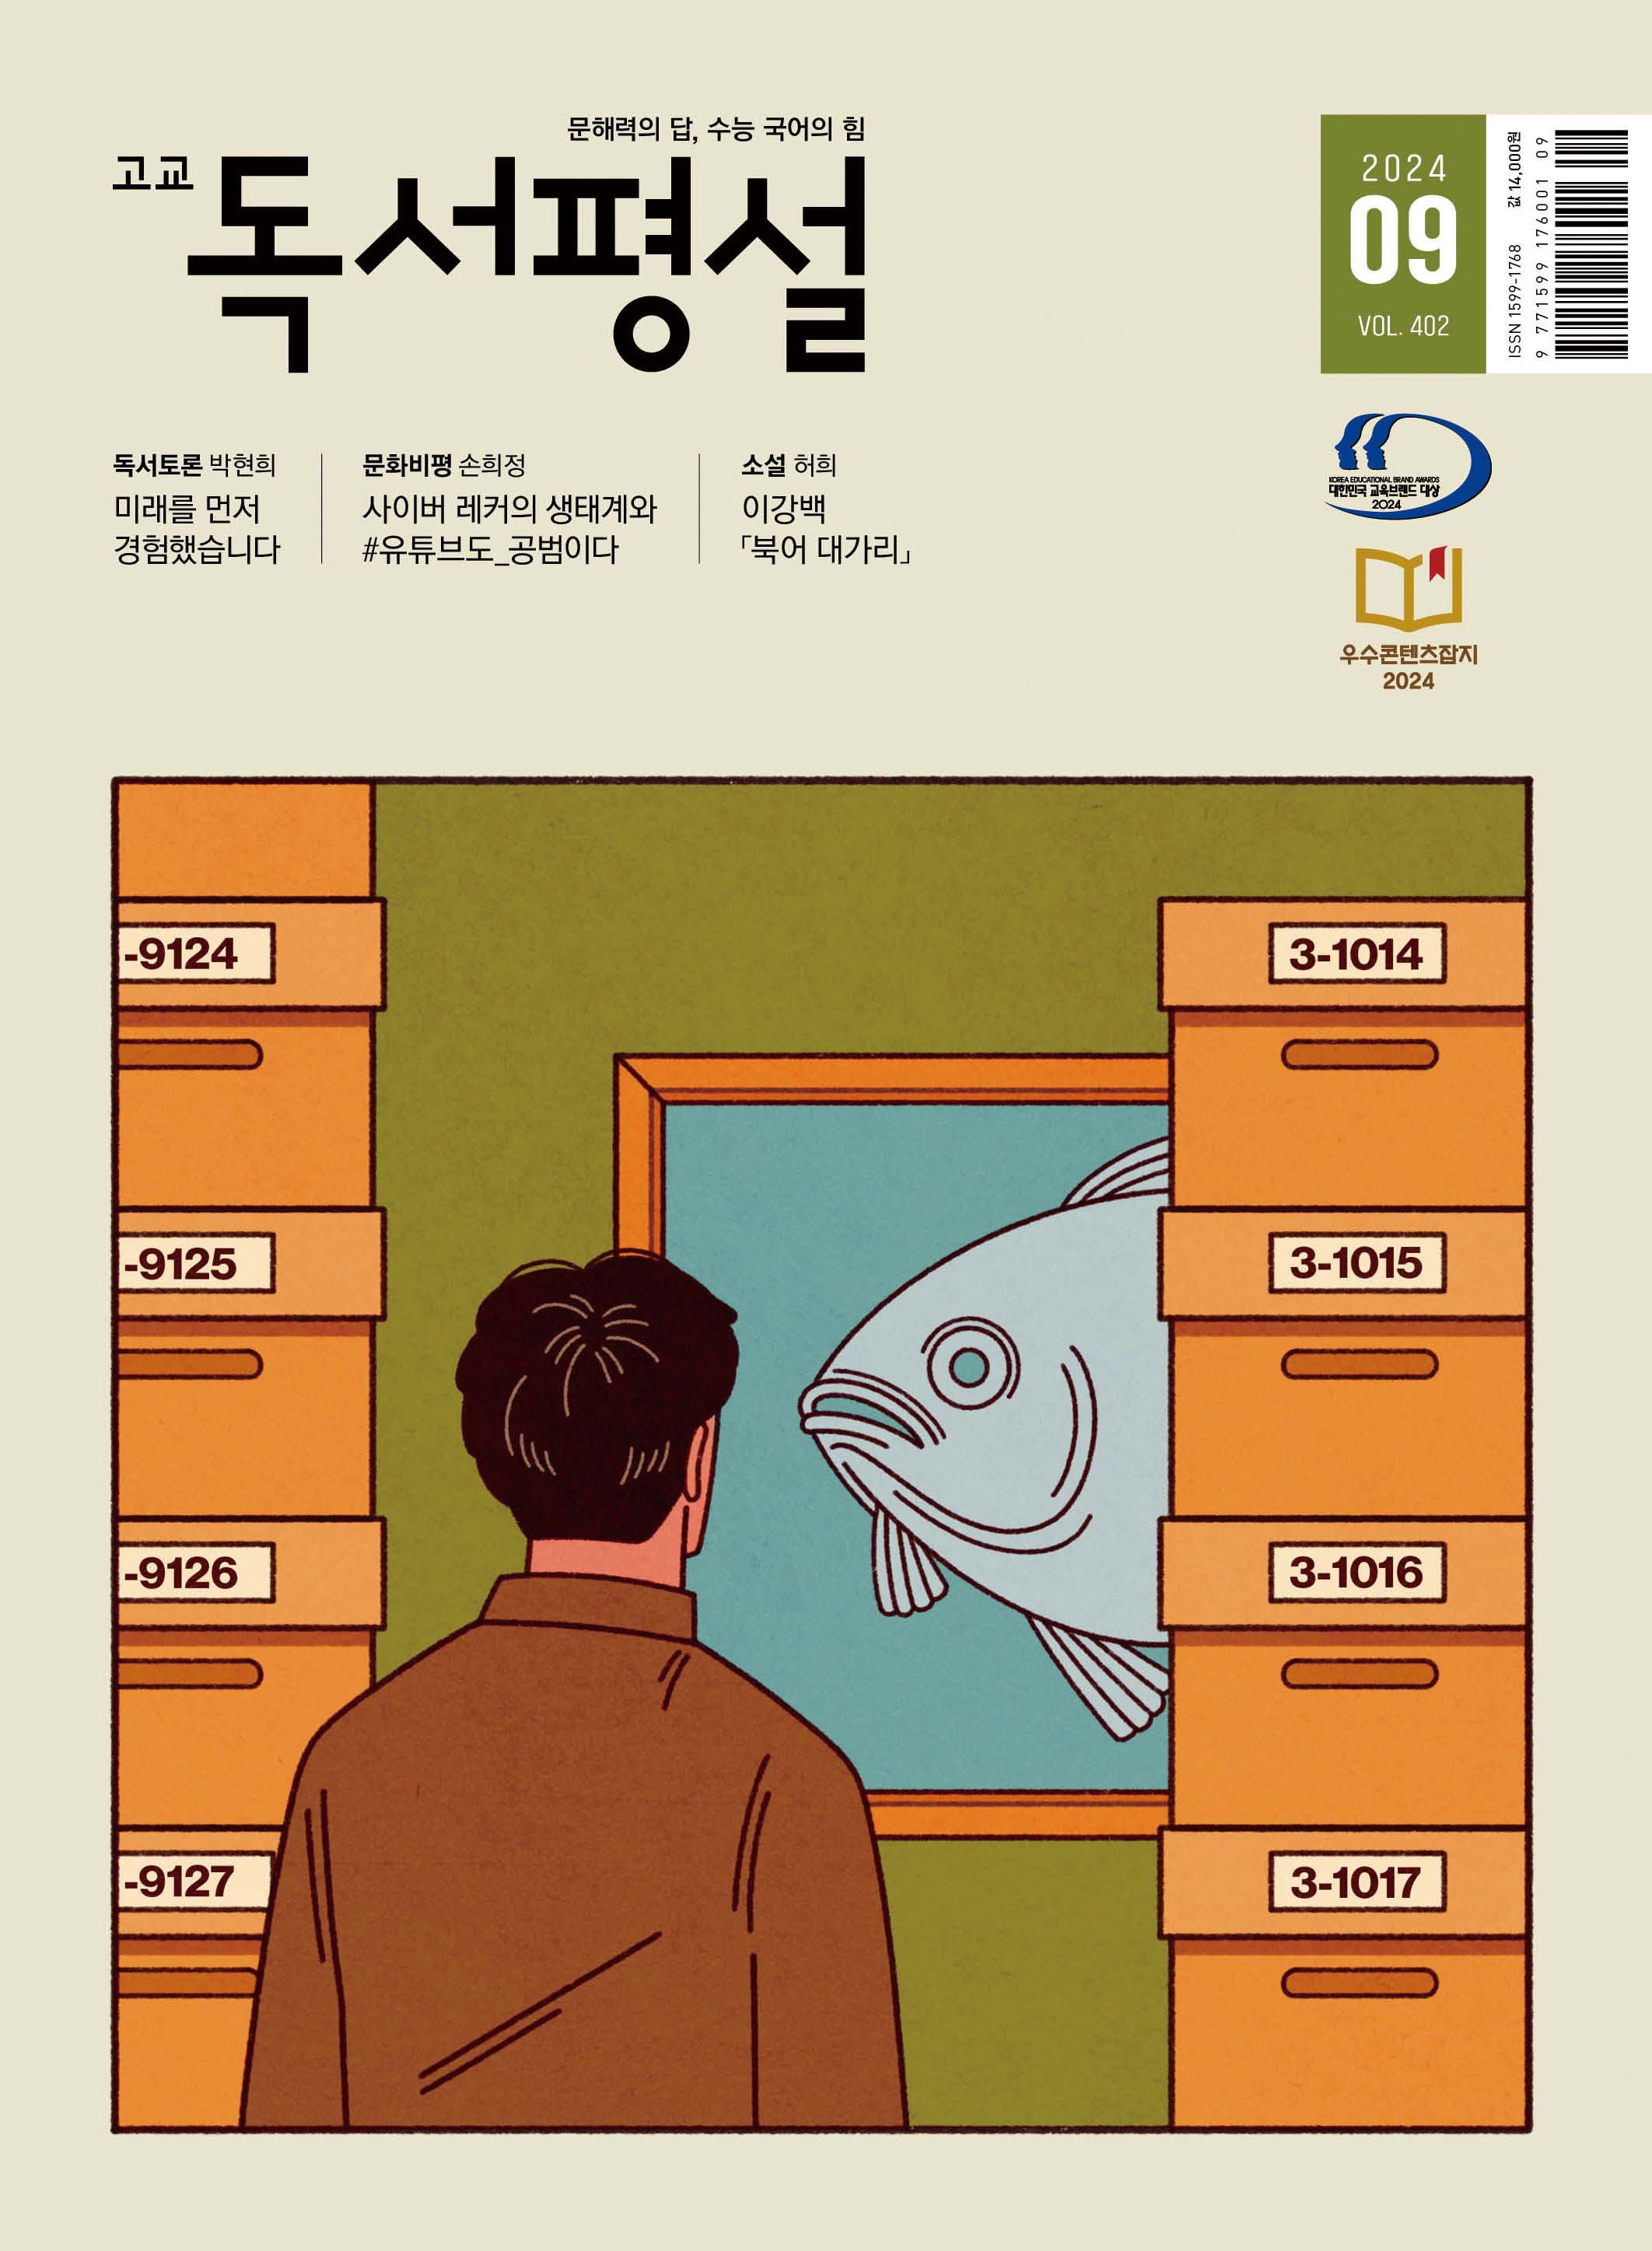 문해력의 답, 수능 국어의 힘
고교
독서평설
2024
09
VOL. 402
값 14,000원
ISSN 1599-1768
9 771599 176001 09
독서토론 박현희
미래를 먼저
경험했습니다
문화비평 손희정
사이버 레커의 생태계와
#유튜브도_공범이다
소설 허희
이강백
「북어 대가리」
KOREA EDUCATIONAL BRAND AWARDS
대한민국 교육브랜드 대상
2024
우수콘텐츠잡지
2024
-9124
3-1014
-9125
3-1015
-9126
3-1016
-9127
3-1017